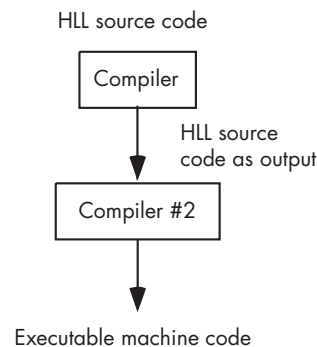 HLL source code
Compiler
HLL source
code as output
Compiler #2
Executable machine code